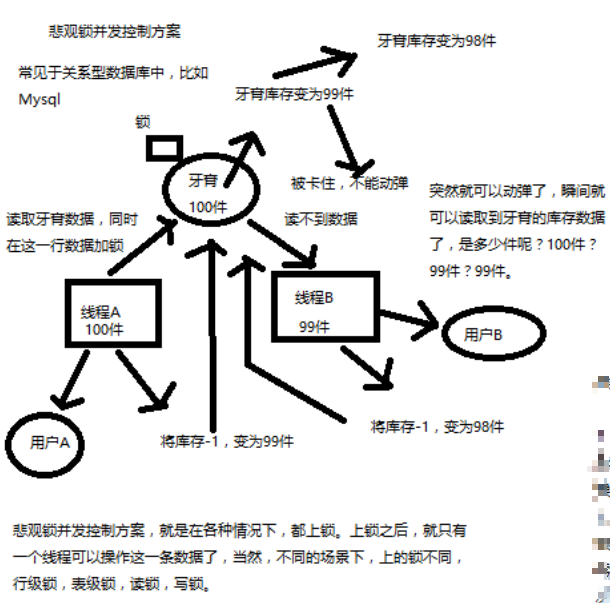 悲观锁并发控制方案
牙膏库存变为98件
常见于关系型数据库中，比如
Mysql
牙膏库存变为99件
锁
牙膏
100件
被卡住，不能动弹
突然就可以动弹了，瞬间就
可以读取到牙膏的库存数据
了，是多少件呢？100件？
99件？99件。
读取牙膏数据，同时
在这一行数据加锁
读不到数据
线程A
100件
线程B
99件
用户B
用户A
将库存-1，变为99件
将库存-1，变为98件
悲观锁并发控制方案，就是在各种情况下，都上锁。上锁之后，就只有
一个线程可以操作这一条数据了，当然，不同的场景下，上的锁不同，
行级锁，表级锁，读锁，写锁。